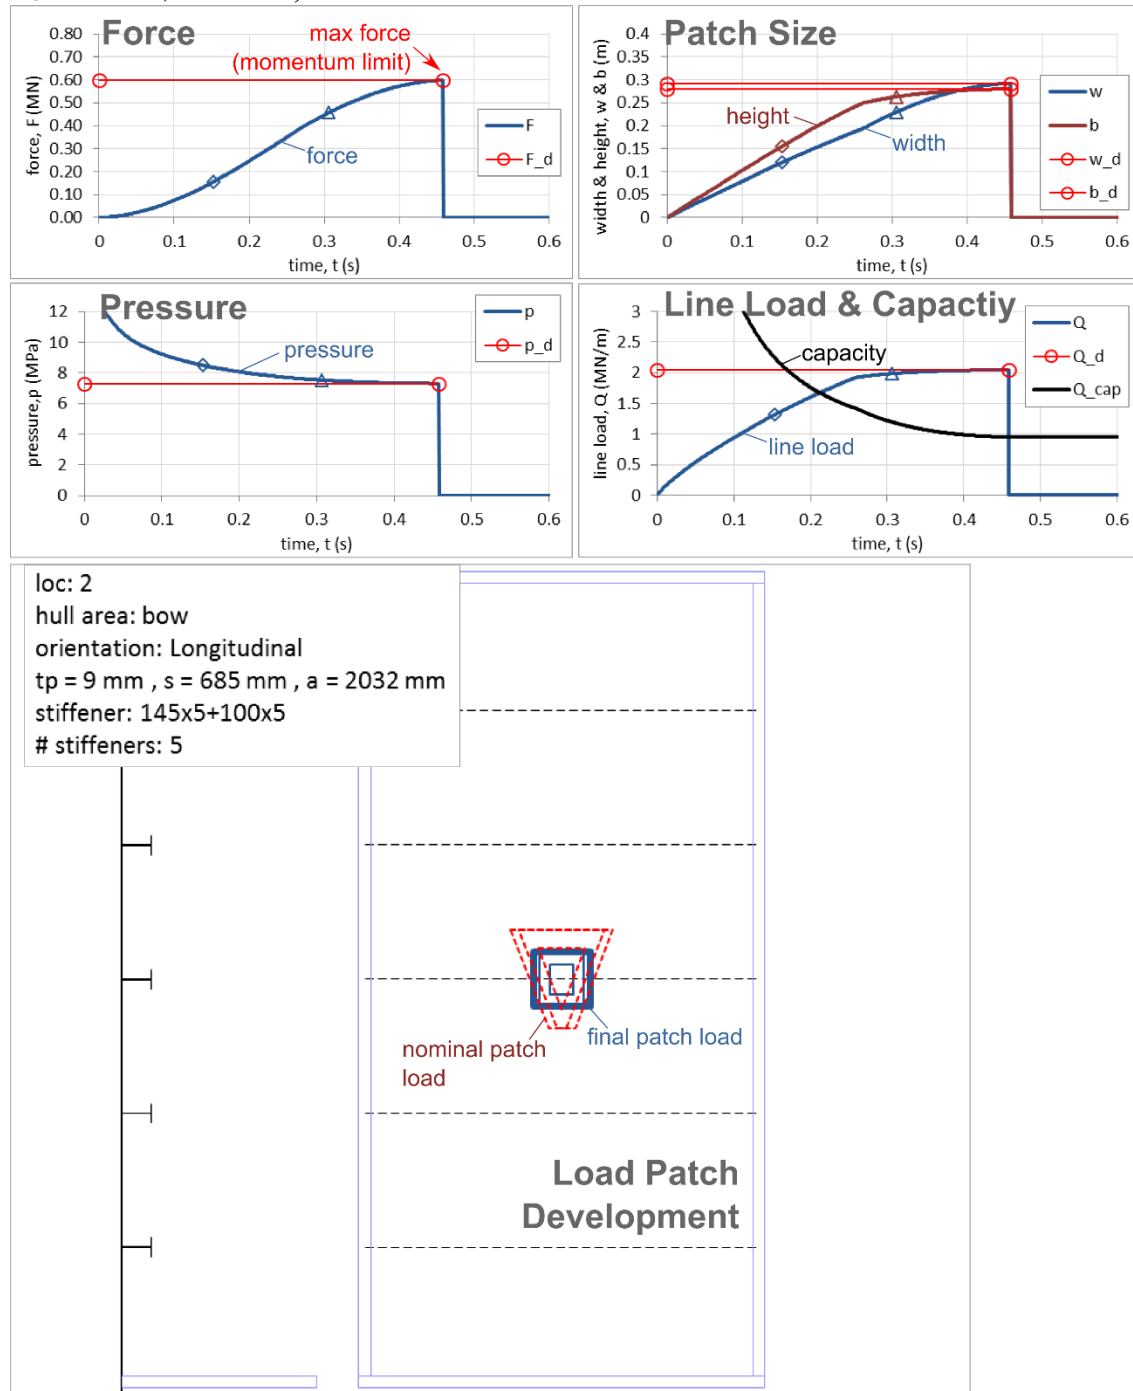 Force
max force
(momentum limit)
force, F (MN)
0.80
0.70
0.60
0.50
0.40
0.30
0.20
0.10
0.00
force
F
F_d
0 0.1 0.2 0.3 0.4 0.5 0.6
time, t (s)
Patch Size
width & height, w & b (m)
0.4
0.35
0.3
0.25
0.2
0.15
0.1
0.05
0
height
width
w
b
w_d
b_d
0 0.1 0.2 0.3 0.4 0.5 0.6
time, t (s)
Pressure
pressure,p (MPa)
12
10
8
6
4
2
0
pressure
p
p_d
0 0.1 0.2 0.3 0.4 0.5 0.6
time, t (s)
Line Load & Capactiy
line load, Q (MN/m)
3
2.5
2
1.5
1
0.5
0
capacity
line load
Q
Q_d
Q_cap
0 0.1 0.2 0.3 0.4 0.5 0.6
time, t (s)
loc: 2
hull area: bow
orientation: Longitudinal
tp = 9 mm , s = 685 mm , a = 2032 mm
stiffener: 145x5+100x5
# stiffeners: 5
final patch load
nominal patch
load
Load Patch
Development